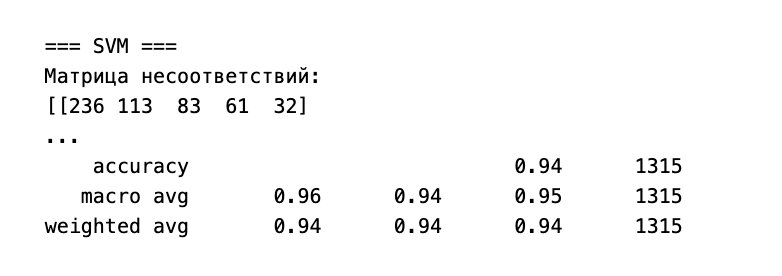 === SVM ===
Матрица несоответствий:
[[236 113  83  61  32]
...
    accuracy                           0.94      1315
   macro avg       0.96      0.94      0.95      1315
weighted avg       0.94      0.94      0.94      1315